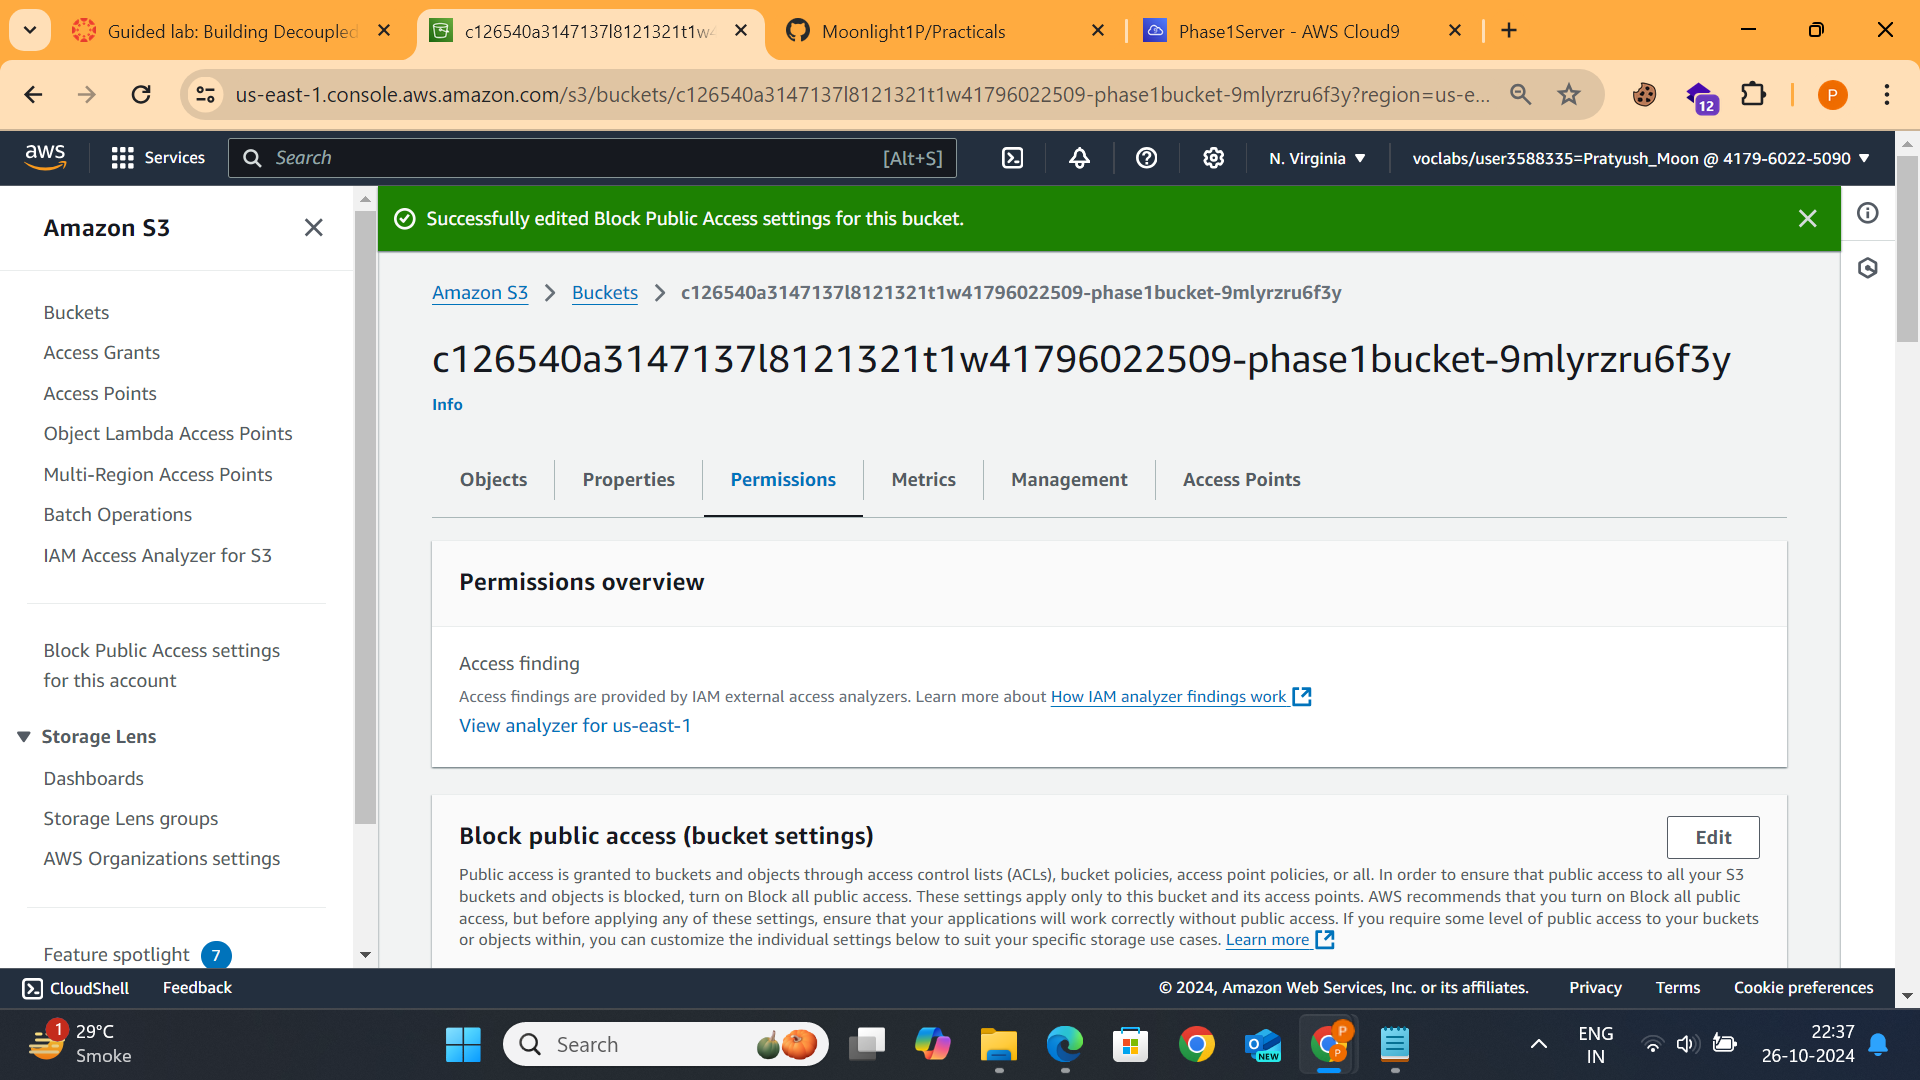 Guided lab: Building Decoupled
c126540a3147137l8121321t1w4
Moonlight1P/Practicals
Phase1Server - AWS Cloud9
us-east-1.console.aws.amazon.com/s3/buckets/c126540a3147137l8121321t1w41796022509-phase1bucket-9mlyrzru6f3y?region=us-e...
12
P
aws
Services
Search
[Alt+S]
N. Virginia
voclabs/user3588335=Pratyush_Moon @ 4179-6022-5090
Amazon S3
Buckets
Access Grants
Access Points
Object Lambda Access Points
Multi-Region Access Points
Batch Operations
IAM Access Analyzer for S3
Block Public Access settings
for this account
Storage Lens
Dashboards
Storage Lens groups
AWS Organizations settings
Feature spotlight 7
Successfully edited Block Public Access settings for this bucket.
Amazon S3 > Buckets > c126540a3147137l8121321t1w41796022509-phase1bucket-9mlyrzru6f3y
c126540a3147137l8121321t1w41796022509-phase1bucket-9mlyrzru6f3y
Info
Objects
Properties
Permissions
Metrics
Management
Access Points
Permissions overview
Access finding
Access findings are provided by IAM external access analyzers. Learn more about How IAM analyzer findings work
View analyzer for us-east-1
Block public access (bucket settings)
Edit
Public access is granted to buckets and objects through access control lists (ACLs), bucket policies, access point policies, or all. In order to ensure that public access to all your S3
buckets and objects is blocked, turn on Block all public access. These settings apply only to this bucket and its access points. AWS recommends that you turn on Block all public
access, but before applying any of these settings, ensure that your applications will work correctly without public access. If you require some level of public access to your buckets
or objects within, you can customize the individual settings below to suit your specific storage use cases. Learn more
CloudShell
Feedback
© 2024, Amazon Web Services, Inc. or its affiliates.
Privacy
Terms
Cookie preferences
1
29°C
Smoke
Search
NEW
P
P
ENG
IN
22:37
26-10-2024